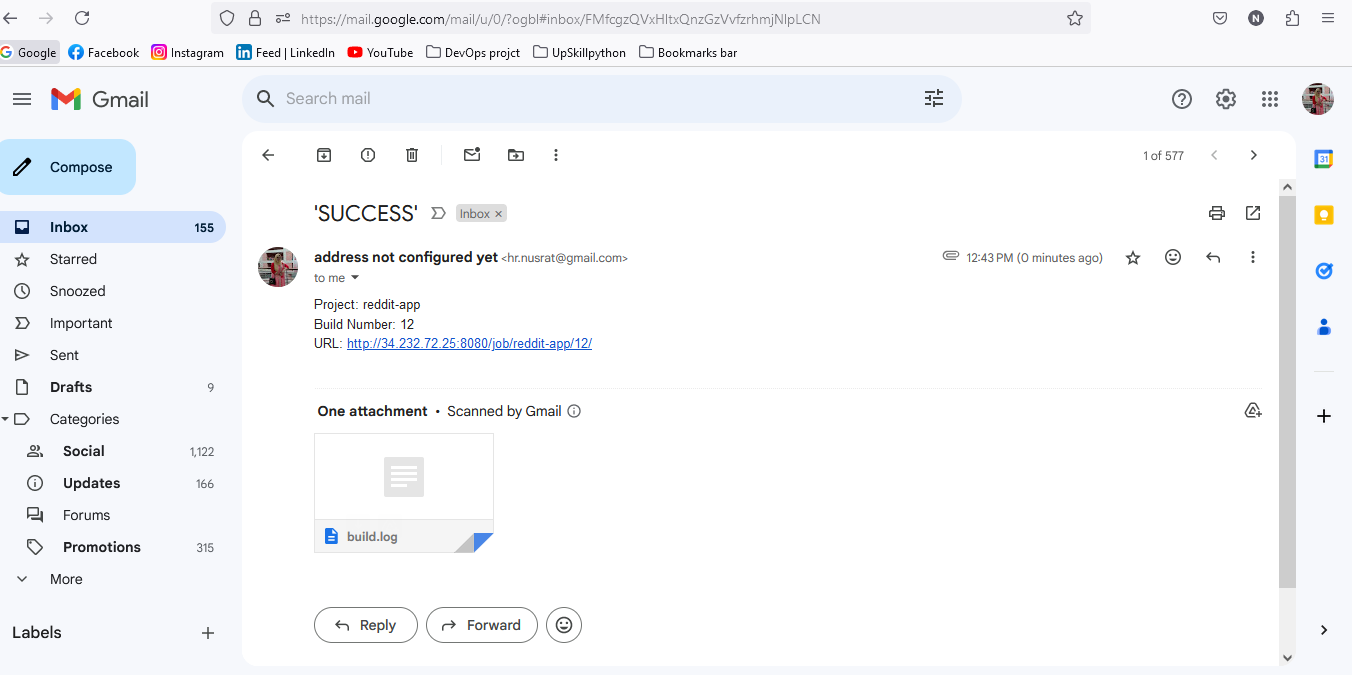 https://mail.google.com/mail/u/0/?ogbl#inbox/FMfcgzQVxHltxQnzGzVvfzrhmjNlpLCN
N
Google Facebook Instagram Feed | LinkedIn YouTube DevOps projct UpSkillpython Bookmarks bar
Gmail
Search mail
Compose
1 of 577
31
Inbox 155
Starred
Snoozed
Important
Sent
Drafts 9
Categories
Social 1,122
Updates 166
Forums
Promotions 315
More
Labels
'SUCCESS' Inbox ×
address not configured yet <hr.nusrat@gmail.com> 12:43 PM (0 minutes ago)
to me
Project: reddit-app
Build Number: 12
URL: http://34.232.72.25:8080/job/reddit-app/12/
One attachment • Scanned by Gmail
build.log
Reply Forward